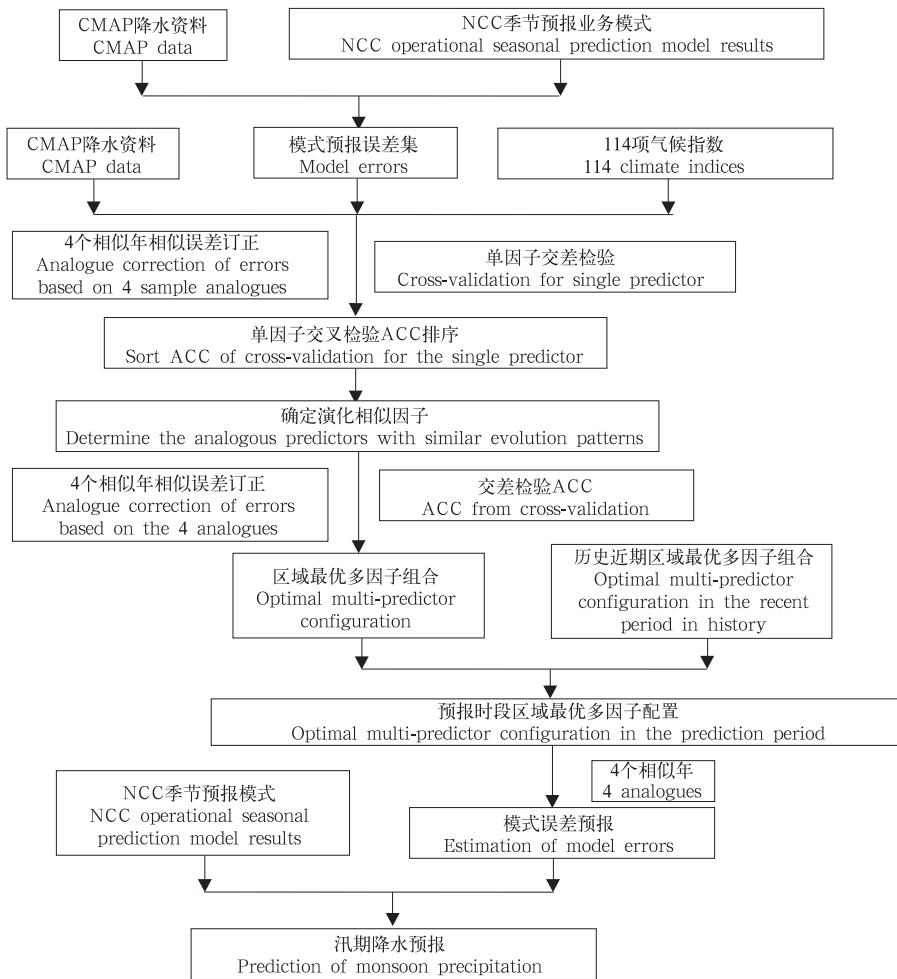 CMAP降水资料
CMAP data
NCC季节预报业务模式
NCC operational seasonal prediction model results
CMAP降水资料
CMAP data
模式预报误差集
Model errors
114项气候指数
114 climate indices
4个相似年相似误差订正
Analogue correction of errors
based on 4 sample analogues
单因子交差检验
Cross-validation for single predictor
单因子交叉检验ACC排序
Sort ACC of cross-validation for the single predictor
确定演化相似因子
Determine the analogous predictors with similar evolution patterns
4个相似年相似误差订正
Analogue correction of errors
based on the 4 analogues
交差检验ACC
ACC from cross-validation
区域最优多因子组合
Optimal multi-predictor
configuration
历史近期区域最优多因子组合
Optimal multi-predictor
configuration in the recent
period in history
预报时段区域最优多因子配置
Optimal multi-predictor configuration in the prediction period
4个相似年
4 analogues
NCC季节预报模式
NCC operational seasonal
prediction model results
模式误差预报
Estimation of model errors
汛期降水预报
Prediction of monsoon precipitation